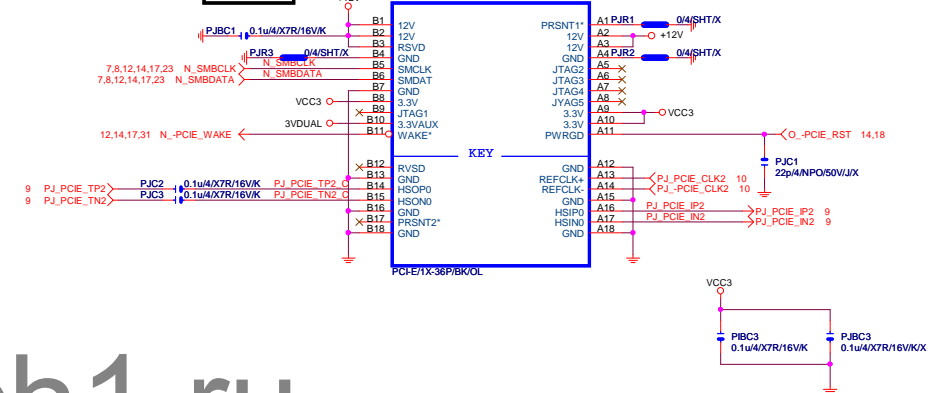 PJBC1 0.1u/4/X7R/16V/K
B1 12V PRSNT1* A1 PJR1 0/4/SHT/X
B2 12V 12V A2 +12V
B3 RSVD 12V A3
PJR3 0/4/SHT/X B4 GND GND A4 PJR2 0/4/SHT/X
7,8,12,14,17,23 N_SMBCLK N_SMBCLK B5 SMCLK JTAG2 A5
7,8,12,14,17,23 N_SMBDATA N_SMBDATA B6 SMDAT JTAG3 A6
B7 GND JTAG4 A7
VCC3 B8 3.3V JYAG5 A8
B9 JTAG1 3.3V A9 VCC3
3VDUAL B10 3.3VAUX 3.3V A10
12,14,17,31 N_-PCIE_WAKE B11 WAKE* PWRGD A11 O_-PCIE_RST 14,18
KEY
PJC1
22p/4/NPO/50V/J/X
B12 RVSD GND A12
B13 GND REFCLK+ A13 PJ_PCIE_CLK2 10
9 PJ_PCIE_TP2 PJC2 0.1u/4/X7R/16V/K PJ_PCIE_TP2_C B14 HSOP0 REFCLK- A14 PJ_-PCIE_CLK2 10
9 PJ_PCIE_TN2 PJC3 0.1u/4/X7R/16V/K PJ_PCIE_TN2_C B15 HSON0 GND A15
B16 GND HSIP0 A16 PJ_PCIE_IP2 PJ_PCIE_IP2 9
B17 PRSNT2* HSIN0 A17 PJ_PCIE_IN2 PJ_PCIE_IN2 9
B18 GND GND A18
PCI-E/1X-36P/BK/OL
VCC3
PIBC3 PJBC3
0.1u/4/X7R/16V/K 0.1u/4/X7R/16V/K/X